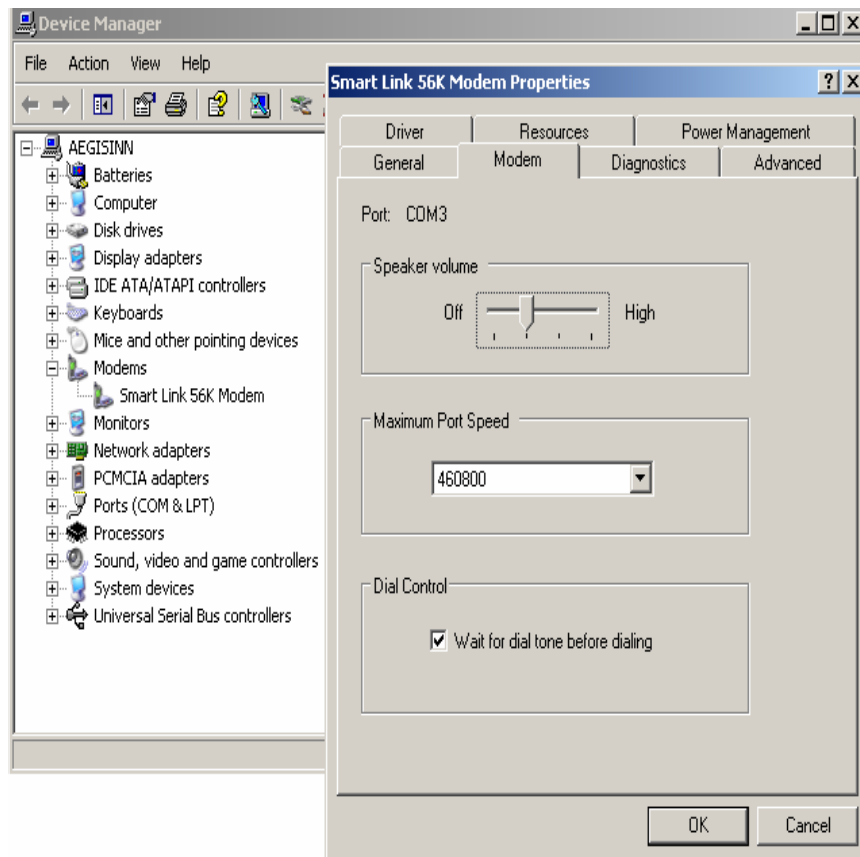 Device Manager
File Action View Help
AEGISINN
Batteries
Computer
Disk drives
Display adapters
IDE ATA/ATAPI controllers
Keyboards
Mice and other pointing devices
Modems
Smart Link 56K Modem
Monitors
Network adapters
PCMCIA adapters
Ports (COM & LPT)
Processors
Sound, video and game controllers
System devices
Universal Serial Bus controllers
Smart Link 56K Modem Properties
Driver Resources Power Management
General Modem Diagnostics Advanced
Port: COM3
Speaker volume
Off High
Maximum Port Speed
460800
Dial Control
Wait for dial tone before dialing
OK Cancel